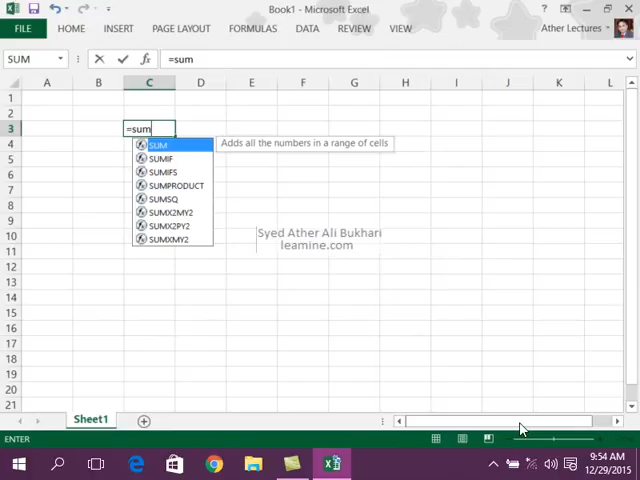 Book1 - Microsoft Excel
FILE HOME INSERT PAGE LAYOUT FORMULAS DATA REVIEW VIEW Ather Lectures
SUM =sum
A B C D E F G H I J K L
1
2
3 =sum
4 SUM Adds all the numbers in a range of cells
5 SUMIF
6 SUMIFS
7 SUMPRODUCT
SUMSQ
8 SUMX2MY2
9 SUMX2PY2
10 SUMXMY2
Syed Ather Ali Bukhari
leamine.com
11
12
13
14
15
16
17
18
19
20
21
Sheet1
ENTER
9:54 AM
12/29/2015